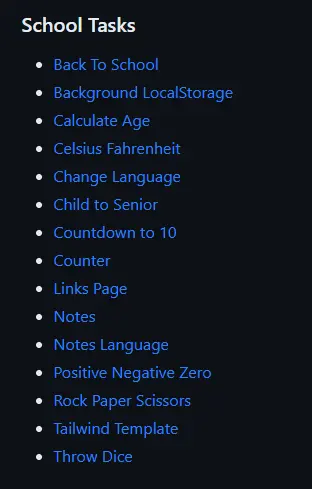 School Tasks
Back To School
Background LocalStorage
Calculate Age
Celsius Fahrenheit
Change Language
Child to Senior
Countdown to 10
Counter
Links Page
Notes
Notes Language
Positive Negative Zero
Rock Paper Scissors
Tailwind Template
Throw Dice